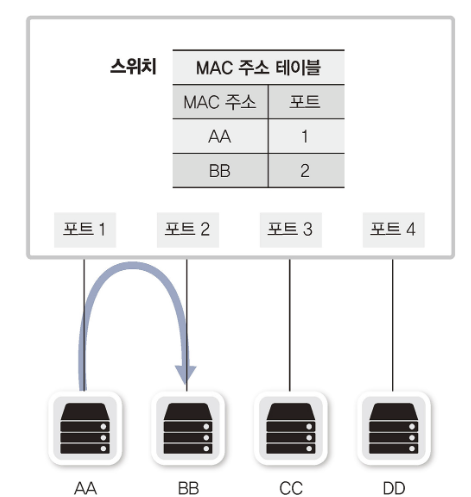 스위치
MAC 주소 테이블
MAC 주소 포트
AA 1
BB 2
포트 1 포트 2 포트 3 포트 4
AA BB CC DD